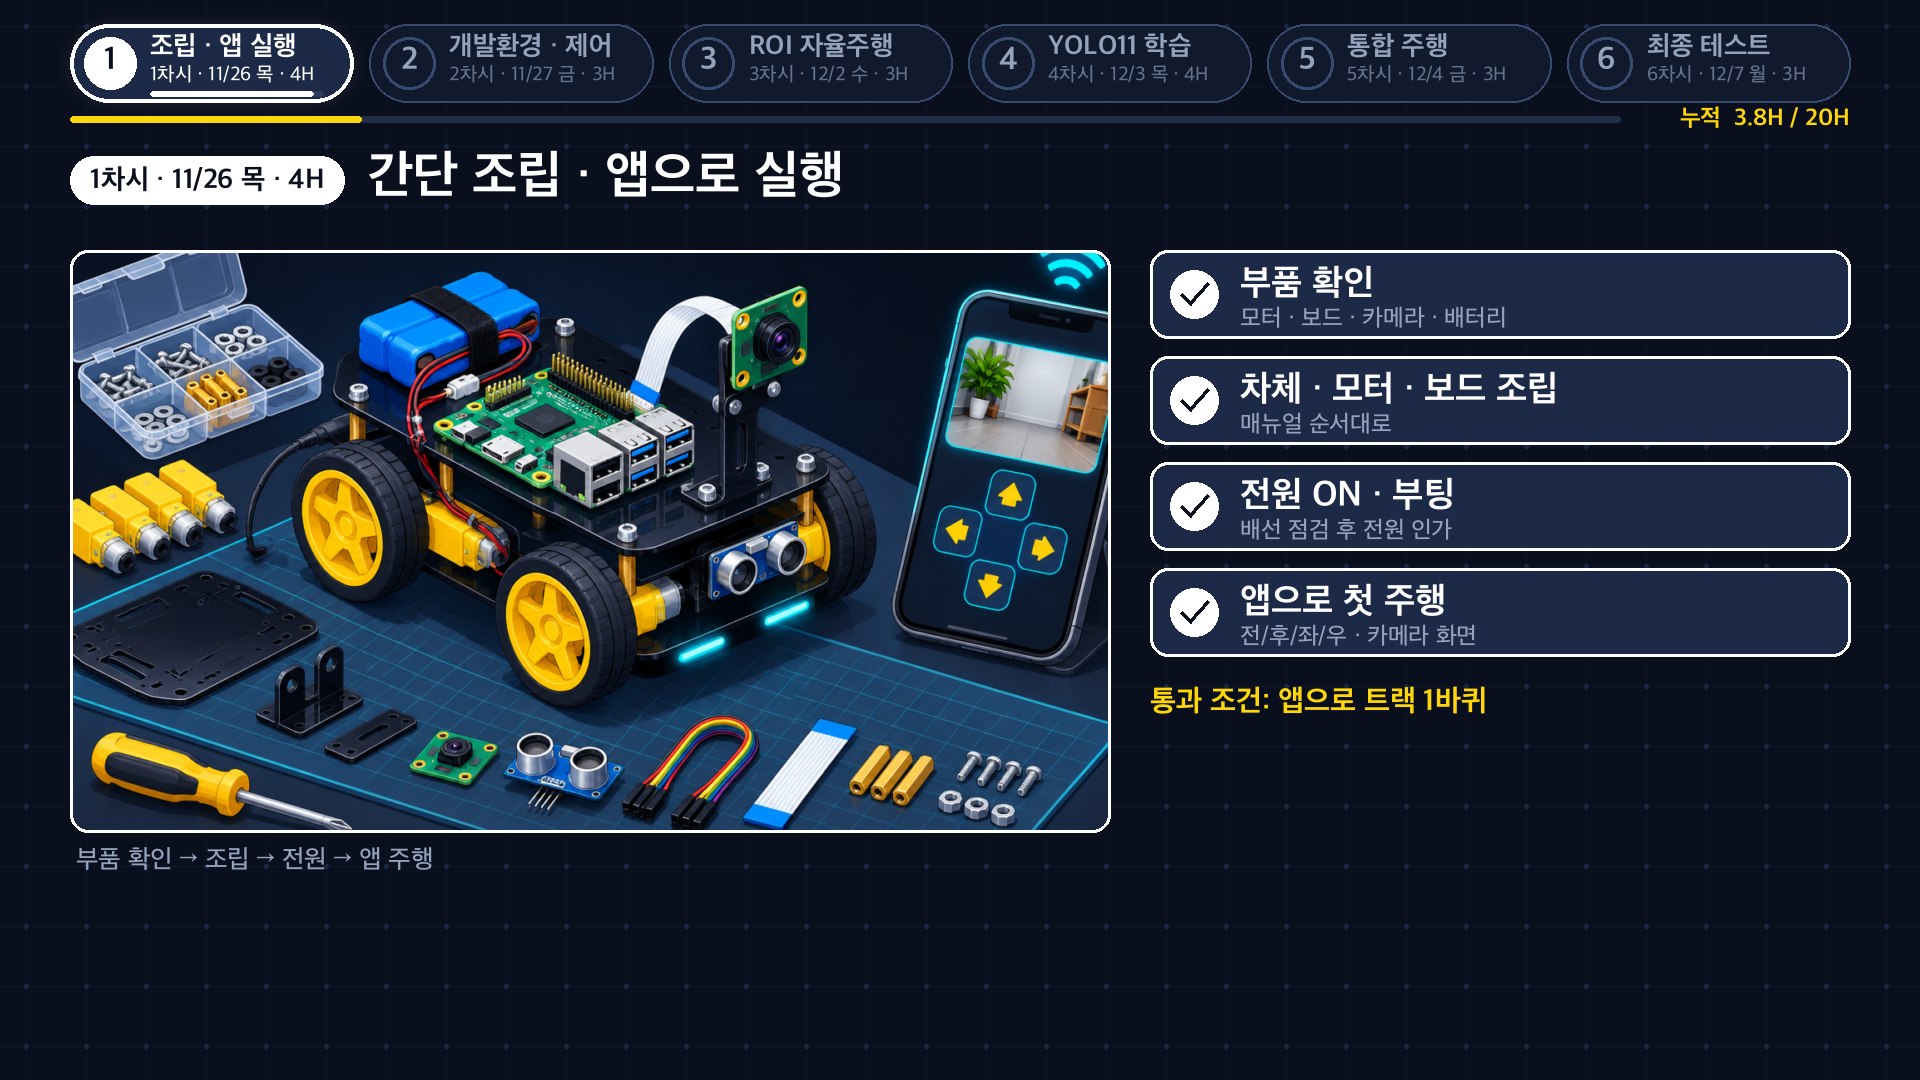 1
조립 · 앱 실행
1차시 · 11/26 목 · 4H
2
개발환경 · 제어
2차시 · 11/27 금 · 3H
3
ROI 자율주행
3차시 · 12/2 수 · 3H
4
YOLO11 학습
4차시 · 12/3 목 · 4H
5
통합 주행
5차시 · 12/4 금 · 3H
6
최종 테스트
6차시 · 12/7 월 · 3H
누적 3.8H / 20H
1차시 · 11/26 목 · 4H
간단 조립 · 앱으로 실행
부품 확인
모터 · 보드 · 카메라 · 배터리
차체 · 모터 · 보드 조립
매뉴얼 순서대로
전원 ON · 부팅
배선 점검 후 전원 인가
앱으로 첫 주행
전/후/좌/우 · 카메라 화면
통과 조건: 앱으로 트랙 1바퀴
부품 확인 → 조립 → 전원 → 앱 주행